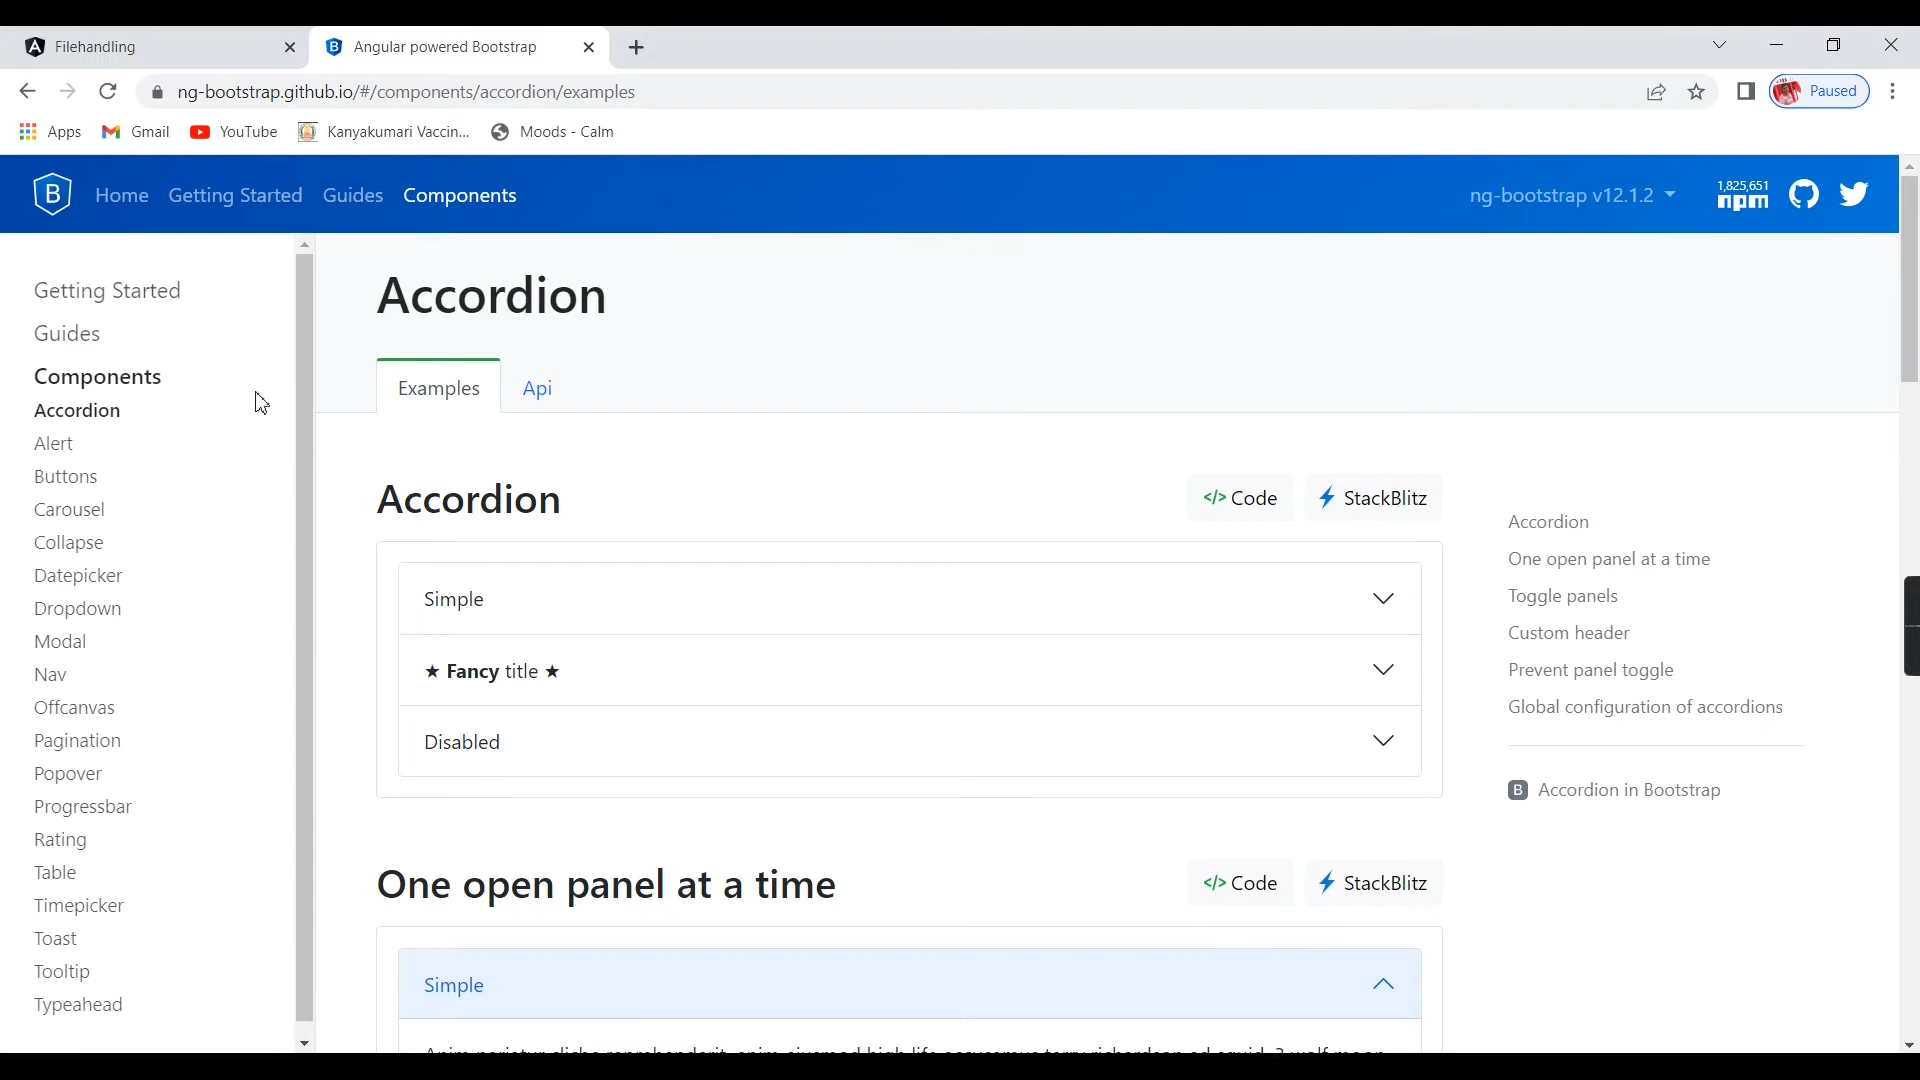 Filehandling
Angular powered Bootstrap
ng-bootstrap.github.io/#/components/accordion/examples
Paused
Apps
Gmail
YouTube
Kanyakumari Vaccin...
Moods - Calm
B
Home
Getting Started
Guides
Components
ng-bootstrap v12.1.2
1,825,651
npm
Getting Started
Guides
Components
Accordion
Alert
Buttons
Carousel
Collapse
Datepicker
Dropdown
Modal
Nav
Offcanvas
Pagination
Popover
Progressbar
Rating
Table
Timepicker
Toast
Tooltip
Typeahead
Accordion
Examples
Api
Accordion
</> Code
StackBlitz
Simple
★ Fancy title ★
Disabled
One open panel at a time
</> Code
StackBlitz
Simple
Accordion
One open panel at a time
Toggle panels
Custom header
Prevent panel toggle
Global configuration of accordions
B Accordion in Bootstrap